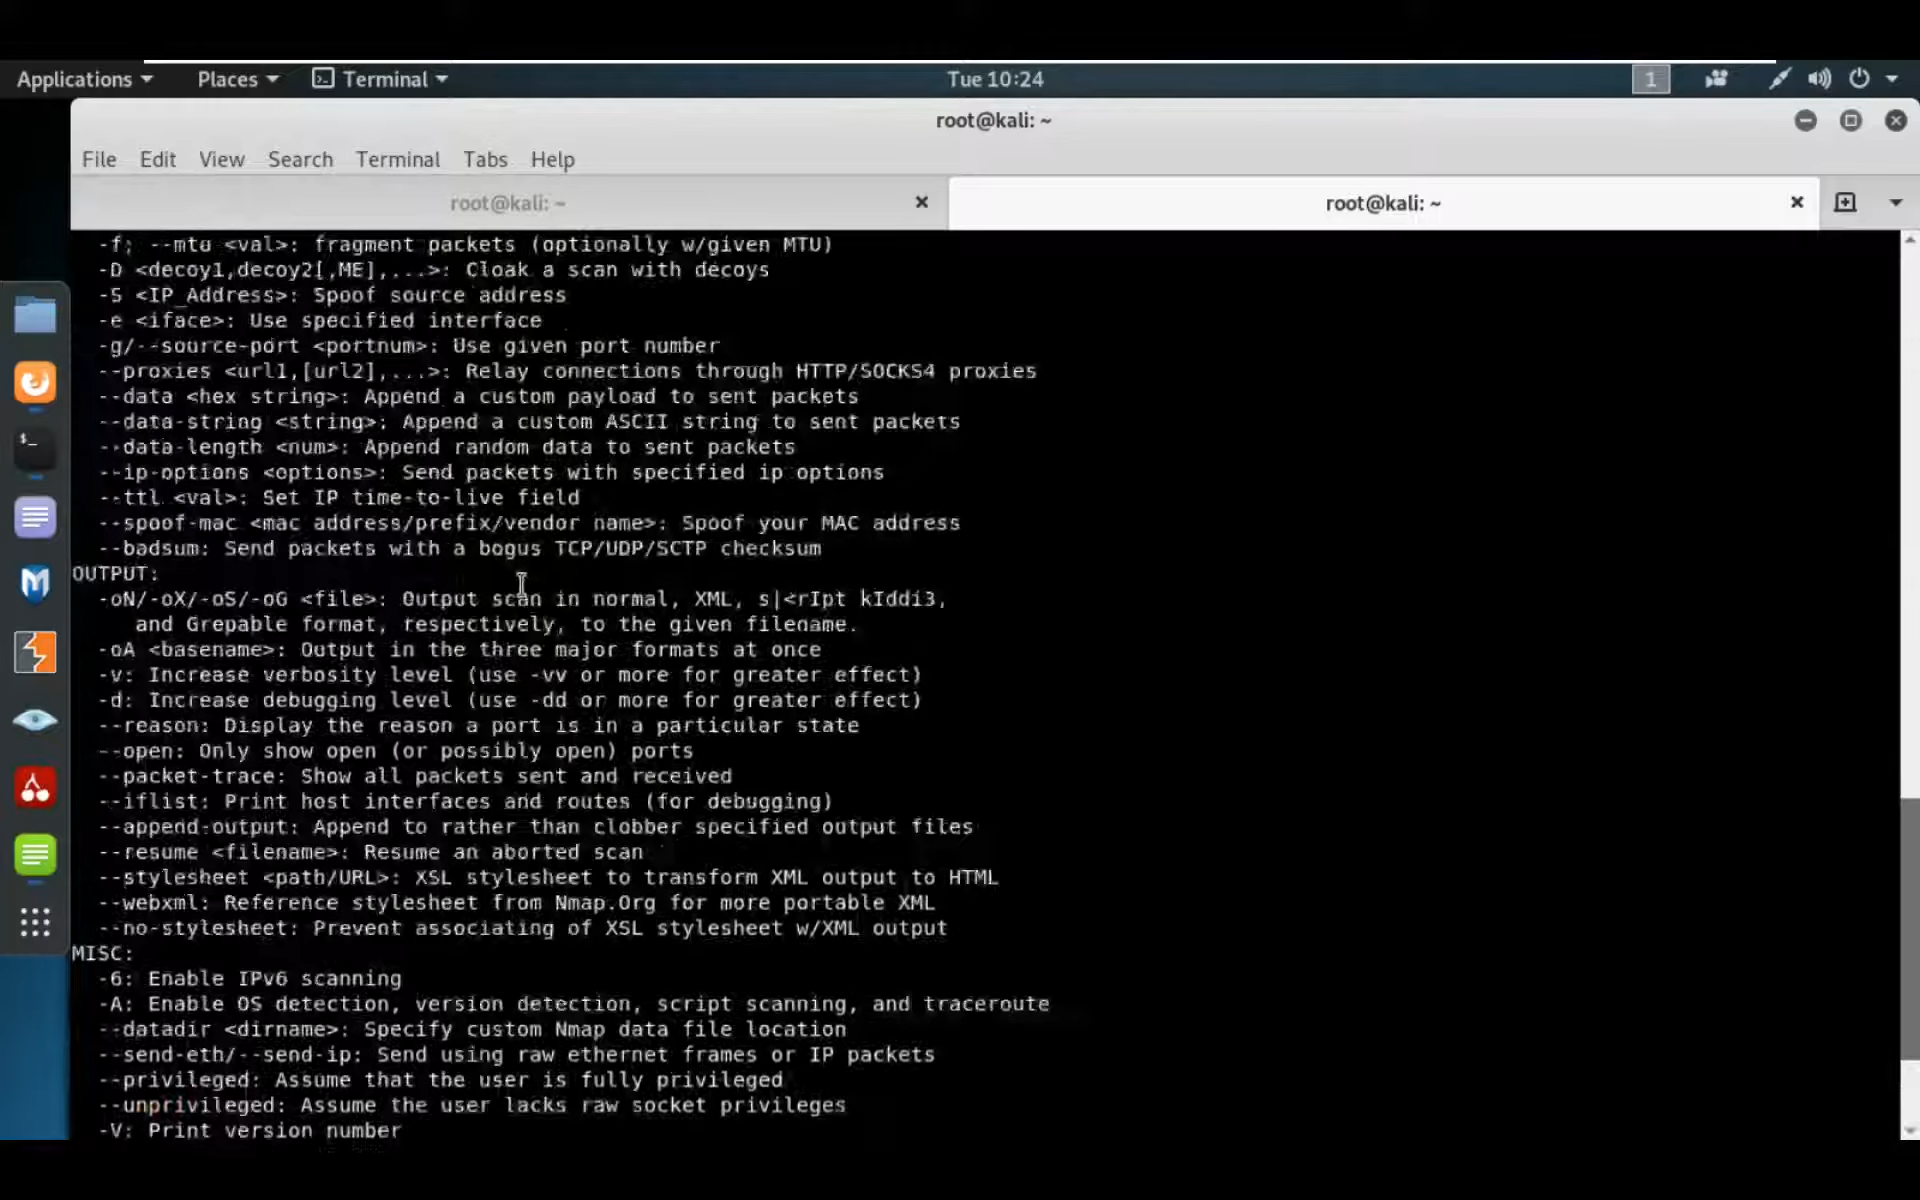 Applications Places Terminal Tue 10:24 1
root@kali: ~
File Edit View Search Terminal Tabs Help
root@kali: ~ root@kali: ~
-f; --mtu <val>: fragment packets (optionally w/given MTU)
-D <decoy1,decoy2[,ME],...>: Cloak a scan with decoys
-S <IP_Address>: Spoof source address
-e <iface>: Use specified interface
-g/--source-port <portnum>: Use given port number
--proxies <url1,[url2],...>: Relay connections through HTTP/SOCKS4 proxies
--data <hex string>: Append a custom payload to sent packets
--data-string <string>: Append a custom ASCII string to sent packets
--data-length <num>: Append random data to sent packets
--ip-options <options>: Send packets with specified ip options
--ttl <val>: Set IP time-to-live field
--spoof-mac <mac address/prefix/vendor name>: Spoof your MAC address
--badsum: Send packets with a bogus TCP/UDP/SCTP checksum
OUTPUT:
-oN/-oX/-oS/-oG <file>: Output scan in normal, XML, s|<rIpt kIddi3,
and Grepable format, respectively, to the given filename.
-oA <basename>: Output in the three major formats at once
-v: Increase verbosity level (use -vv or more for greater effect)
-d: Increase debugging level (use -dd or more for greater effect)
--reason: Display the reason a port is in a particular state
--open: Only show open (or possibly open) ports
--packet-trace: Show all packets sent and received
--iflist: Print host interfaces and routes (for debugging)
--append-output: Append to rather than clobber specified output files
--resume <filename>: Resume an aborted scan
--stylesheet <path/URL>: XSL stylesheet to transform XML output to HTML
--webxml: Reference stylesheet from Nmap.Org for more portable XML
--no-stylesheet: Prevent associating of XSL stylesheet w/XML output
MISC:
-6: Enable IPv6 scanning
-A: Enable OS detection, version detection, script scanning, and traceroute
--datadir <dirname>: Specify custom Nmap data file location
--send-eth/--send-ip: Send using raw ethernet frames or IP packets
--privileged: Assume that the user is fully privileged
--unprivileged: Assume the user lacks raw socket privileges
-V: Print version number